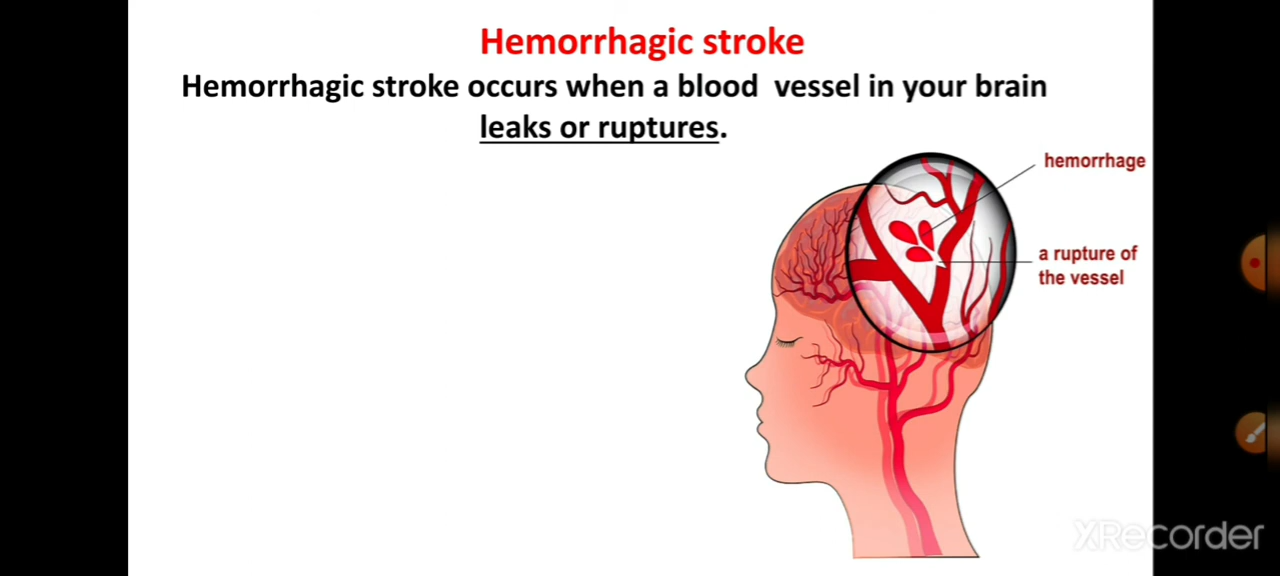 Hemorrhagic stroke
Hemorrhagic stroke occurs when a blood vessel in your brain
leaks or ruptures.
hemorrhage
a rupture of
the vessel
XRecorder